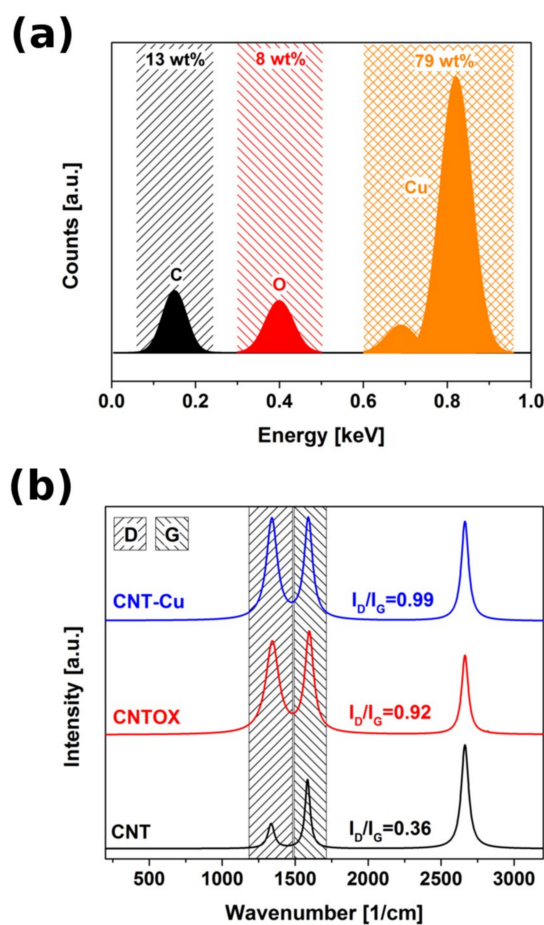 (a)
13 wt% 8 wt% 79 wt%
Cu
C
O
Counts [a.u.]
0.0 0.2 0.4 0.6 0.8 1.0
Energy [keV]
(b)
D G
CNT-Cu I_D/I_G=0.99
CNTOX I_D/I_G=0.92
CNT I_D/I_G=0.36
Intensity [a.u.]
500 1000 1500 2000 2500 3000
Wavenumber [1/cm]